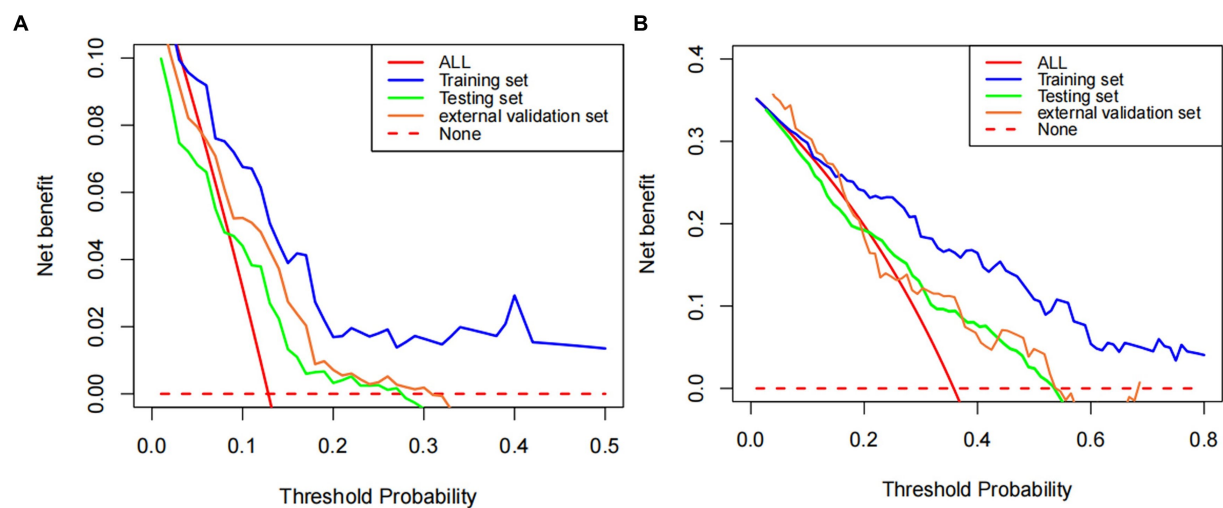 A
Net benefit
0.10
0.08
0.06
0.04
0.02
0.00
0.0 0.1 0.2 0.3 0.4 0.5
Threshold Probability
ALL
Training set
Testing set
external validation set
None
B
Net benefit
0.4
0.3
0.2
0.1
0.0
0.0 0.2 0.4 0.6 0.8
Threshold Probability
ALL
Training set
Testing set
external validation set
None